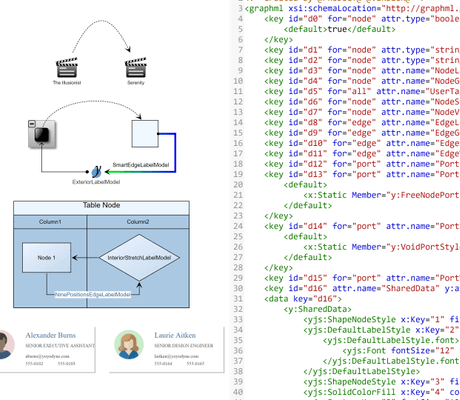 The Illusionist
Serenity
SmartEdgeLabelModel
ExteriorLabelModel
Table Node
Column1
Column2
Node 1
InteriorStretchLabelModel
NinePositionsEdgeLabelModel
Alexander Burns
SENIOR EXECUTIVE ASSISTANT
555-0102
555-0103
Laurie Aitken
SENIOR DESIGN ENGINEER
3 <graphml xsi:schemaLocation="http://graphml.
4 <key id="d0" for="node" attr.type="boole
5 <default>true</default>
6 </key>
7 <key id="d1" for="node" attr.type="strin
8 <key id="d2" for="node" attr.type="strin
9 <key id="d3" for="node" attr.name="NodeL
10 <key id="d4" for="node" attr.name="NodeG
11 <key id="d5" for="all" attr.name="UserTa
12 <key id="d6" for="node" attr.name="NodeS
13 <key id="d7" for="node" attr.name="NodeV
14 <key id="d8" for="edge" attr.name="EdgeL
15 <key id="d9" for="edge" attr.name="EdgeG
16 <key id="d10" for="edge" attr.name="Edge
17 <key id="d11" for="edge" attr.name="Edge
18 <key id="d12" for="port" attr.name="Port
19 <key id="d13" for="port" attr.name="Port
20 <default>
21 <x:Static Member="y:FreeNodePor
22 </default>
23 </key>
24 <key id="d14" for="port" attr.name="Port
25 <default>
26 <x:Static Member="y:VoidPortStyl
27 </default>
28 </key>
29 <key id="d15" for="port" attr.name="PortV
30 <key id="d16" attr.name="SharedData" y:a
31 <data key="d16">
32 <y:SharedData>
33 <yjs:ShapeNodeStyle x:Key="1" fi
34 <yjs:DefaultLabelStyle x:Key="2"
35 <yjs:DefaultLabelStyle.font>
36 <yjs:Font fontSize="12"
37 </yjs:DefaultLabelStyle.font
38 </yjs:DefaultLabelStyle>
39 <yjs:ShapeNodeStyle x:Key="3" f
40 <yjs:SolidColorFill x:Key="4" co